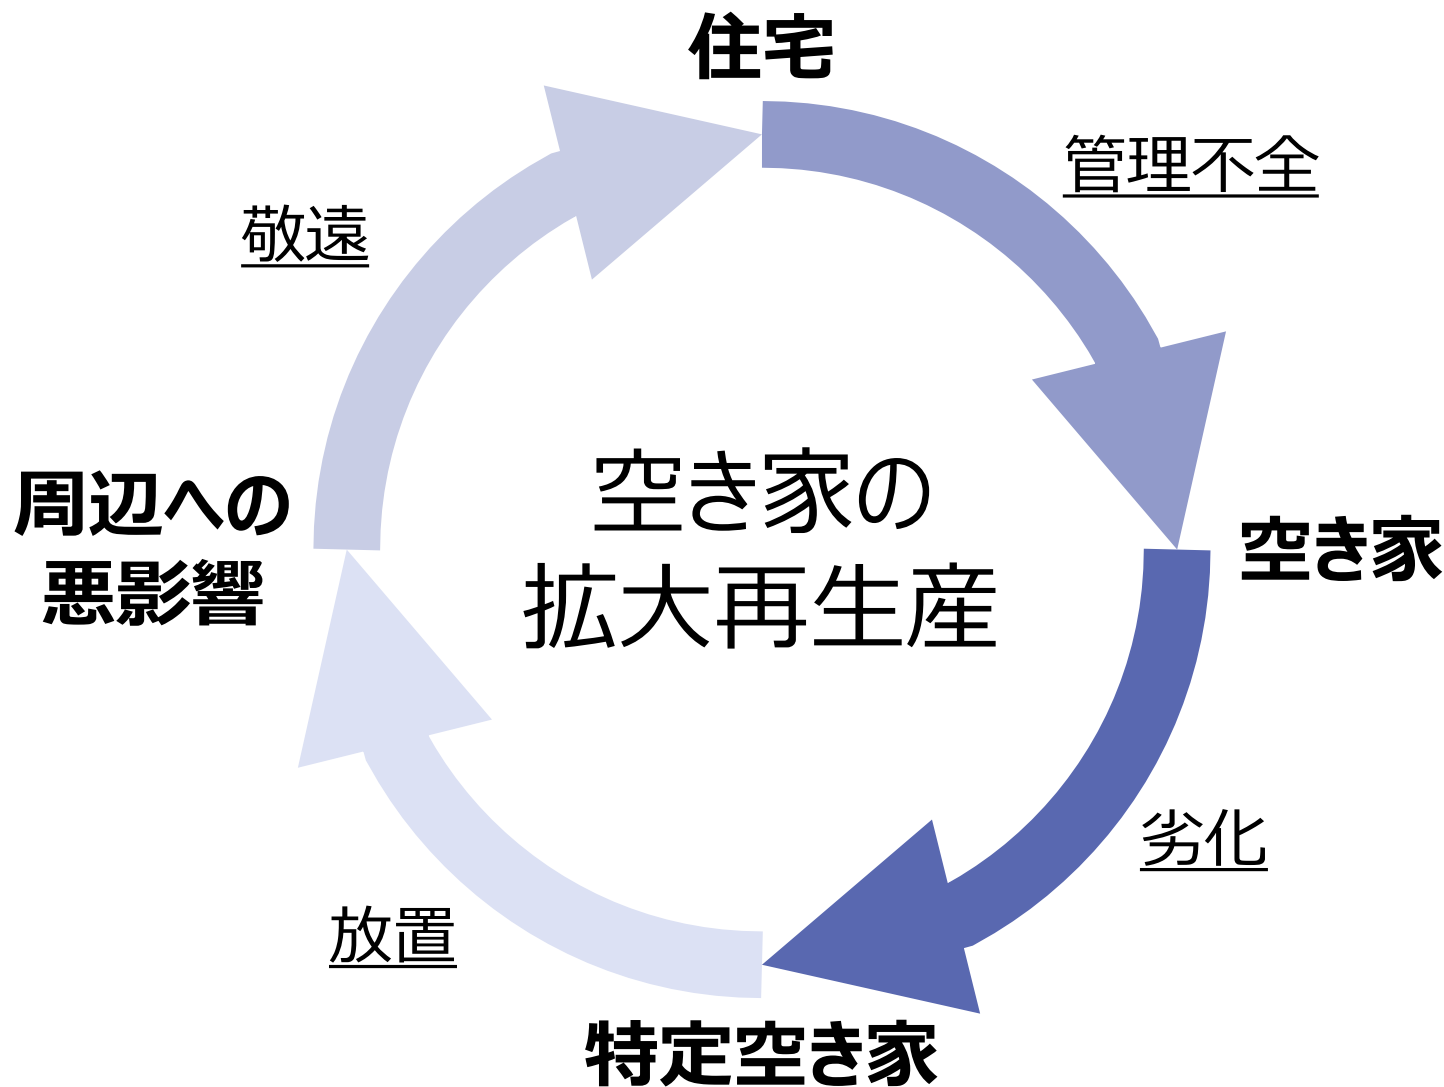 住宅
管理不全
敬遠
空き家の
拡大再生産
周辺への
悪影響
空き家
劣化
放置
特定空き家